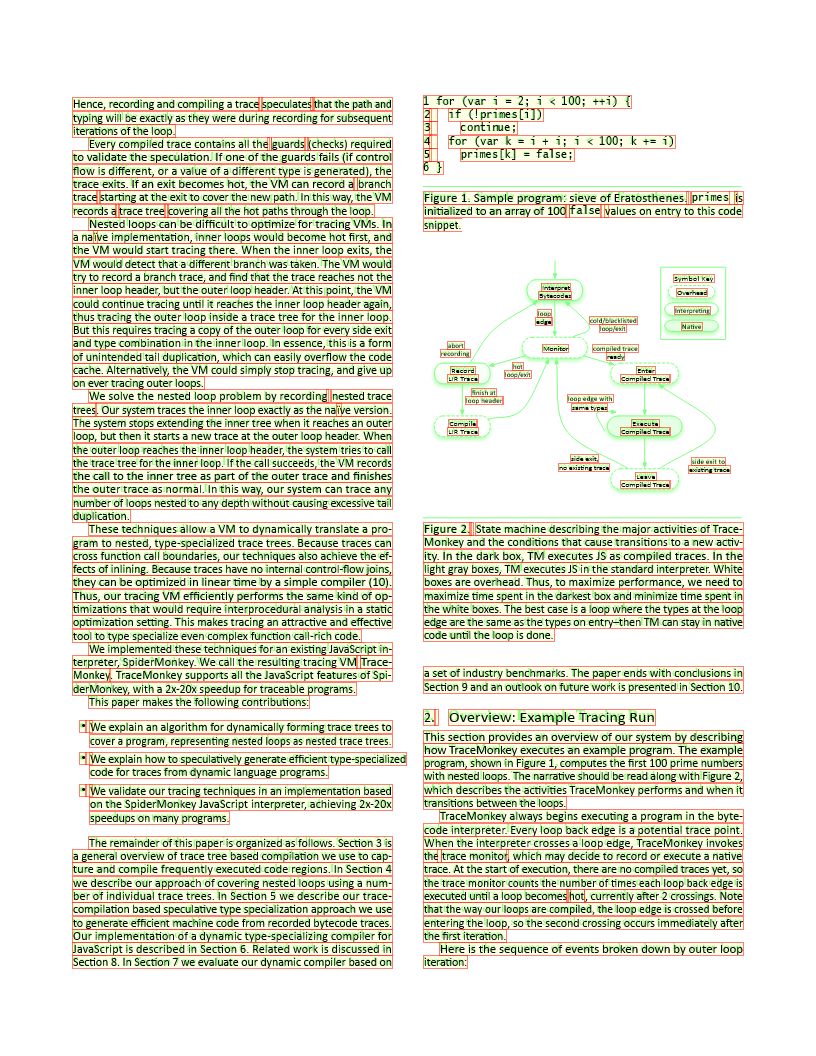 Hence, recording and compiling a trace speculates that the path and
typing will be exactly as they were during recording for subsequent
iterations of the loop.
Every compiled trace contains all the guards (checks) required
to validate the speculation. If one of the guards fails (if control
flow is different, or a value of a different type is generated), the
trace exits. If an exit becomes hot, the VM can record a branch
trace starting at the exit to cover the new path. In this way, the VM
records a trace tree covering all the hot paths through the loop.
Nested loops can be difficult to optimize for tracing VMs. In
a naïve implementation, inner loops would become hot first, and
the VM would start tracing there. When the inner loop exits, the
VM would detect that a different branch was taken. The VM would
try to record a branch trace, and find that the trace reaches not the
inner loop header, but the outer loop header. At this point, the VM
could continue tracing until it reaches the inner loop header again,
thus tracing the outer loop inside a trace tree for the inner loop.
But this requires tracing a copy of the outer loop for every side exit
and type combination in the inner loop. In essence, this is a form
of unintended tail duplication, which can easily overflow the code
cache. Alternatively, the VM could simply stop tracing, and give up
on ever tracing outer loops.
We solve the nested loop problem by recording nested trace
trees. Our system traces the inner loop exactly as the naïve version.
The system stops extending the inner tree when it reaches an outer
loop, but then it starts a new trace at the outer loop header. When
the outer loop reaches the inner loop header, the system tries to call
the trace tree for the inner loop. If the call succeeds, the VM records
the call to the inner tree as part of the outer trace and finishes
the outer trace as normal. In this way, our system can trace any
number of loops nested to any depth without causing excessive tail
duplication.
These techniques allow a VM to dynamically translate a pro-
gram to nested, type-specialized trace trees. Because traces can
cross function call boundaries, our techniques also achieve the ef-
fects of inlining. Because traces have no internal control-flow joins,
they can be optimized in linear time by a simple compiler (10).
Thus, our tracing VM efficiently performs the same kind of op-
timizations that would require interprocedural analysis in a static
optimization setting. This makes tracing an attractive and effective
tool to type specialize even complex function call-rich code.
We implemented these techniques for an existing JavaScript in-
terpreter, SpiderMonkey. We call the resulting tracing VM Trace-
Monkey. TraceMonkey supports all the JavaScript features of Spi-
derMonkey, with a 2x-20x speedup for traceable programs.
This paper makes the following contributions:
• We explain an algorithm for dynamically forming trace trees to
cover a program, representing nested loops as nested trace trees.
• We explain how to speculatively generate efficient type-specialized
code for traces from dynamic language programs.
• We validate our tracing techniques in an implementation based
on the SpiderMonkey JavaScript interpreter, achieving 2x-20x
speedups on many programs.
The remainder of this paper is organized as follows. Section 3 is
a general overview of trace tree based compilation we use to cap-
ture and compile frequently executed code regions. In Section 4
we describe our approach of covering nested loops using a num-
ber of individual trace trees. In Section 5 we describe our trace-
compilation based speculative type specialization approach we use
to generate efficient machine code from recorded bytecode traces.
Our implementation of a dynamic type-specializing compiler for
JavaScript is described in Section 6. Related work is discussed in
Section 8. In Section 7 we evaluate our dynamic compiler based on
1 for (var i = 2; i < 100; ++i) {
2 if (!primes[i])
3 continue;
4 for (var k = i + i; i < 100; k += i)
5 primes[k] = false;
6 }
Figure 1. Sample program: sieve of Eratosthenes. primes is
initialized to an array of 100 false values on entry to this code
snippet.
Interpret
Bytecodes
Symbol Key
Overhead
Interpreting
Native
loop
edge
cold/blacklisted
loop/exit
abort
recording
Monitor
compiled trace
ready
Record
LIR Trace
hot
loop/exit
Enter
Compiled Trace
finish at
loop header
loop edge with
same types
Compile
LIR Trace
Execute
Compiled Trace
side exit,
no existing trace
side exit to
existing trace
Leave
Compiled Trace
Figure 2. State machine describing the major activities of Trace-
Monkey and the conditions that cause transitions to a new activ-
ity. In the dark box, TM executes JS as compiled traces. In the
light gray boxes, TM executes JS in the standard interpreter. White
boxes are overhead. Thus, to maximize performance, we need to
maximize time spent in the darkest box and minimize time spent in
the white boxes. The best case is a loop where the types at the loop
edge are the same as the types on entry–then TM can stay in native
code until the loop is done.
a set of industry benchmarks. The paper ends with conclusions in
Section 9 and an outlook on future work is presented in Section 10.
2. Overview: Example Tracing Run
This section provides an overview of our system by describing
how TraceMonkey executes an example program. The example
program, shown in Figure 1, computes the first 100 prime numbers
with nested loops. The narrative should be read along with Figure 2,
which describes the activities TraceMonkey performs and when it
transitions between the loops.
TraceMonkey always begins executing a program in the byte-
code interpreter. Every loop back edge is a potential trace point.
When the interpreter crosses a loop edge, TraceMonkey invokes
the trace monitor, which may decide to record or execute a native
trace. At the start of execution, there are no compiled traces yet, so
the trace monitor counts the number of times each loop back edge is
executed until a loop becomes hot, currently after 2 crossings. Note
that the way our loops are compiled, the loop edge is crossed before
entering the loop, so the second crossing occurs immediately after
the first iteration.
Here is the sequence of events broken down by outer loop
iteration: